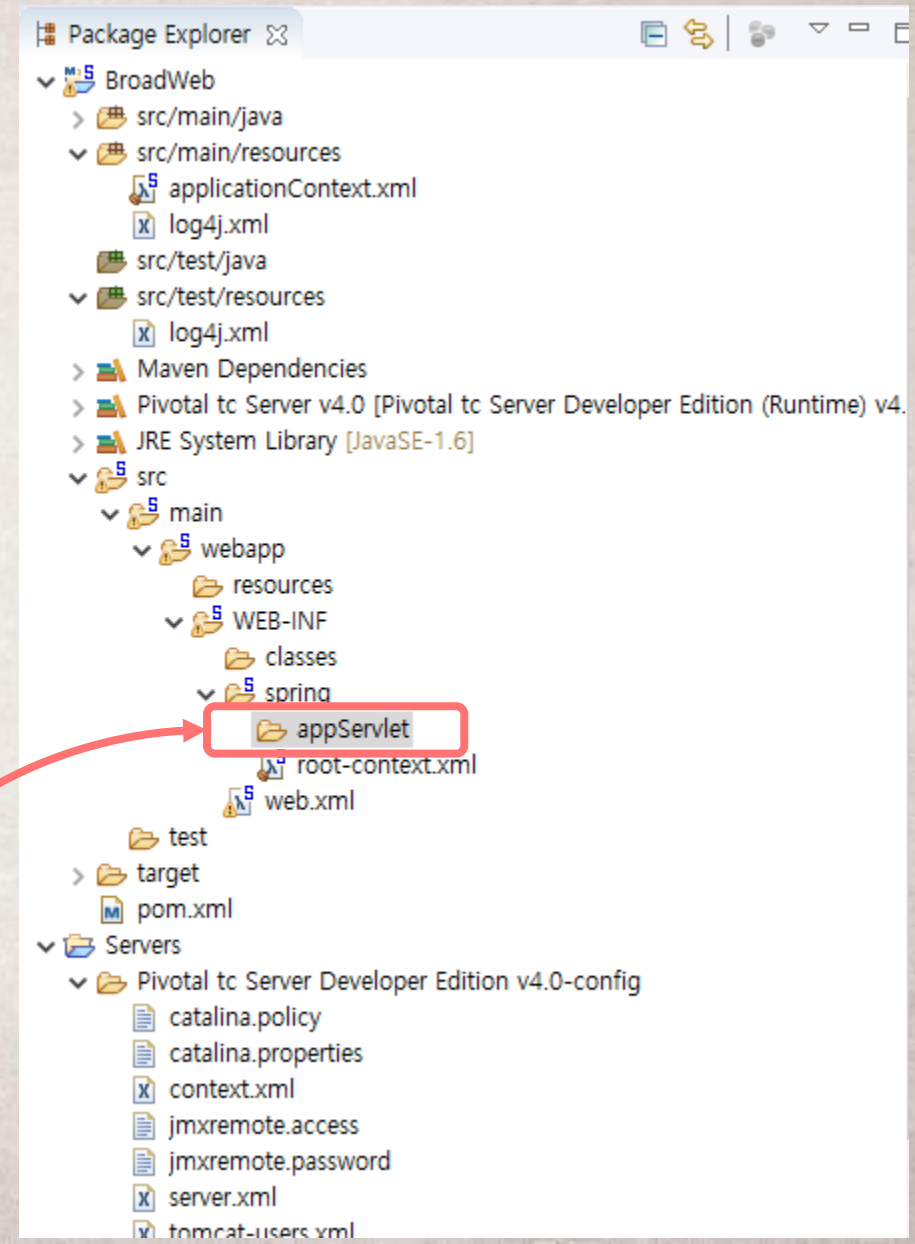 Package Explorer
BroadWeb
src/main/java
src/main/resources
applicationContext.xml
log4j.xml
src/test/java
src/test/resources
log4j.xml
Maven Dependencies
Pivotal tc Server v4.0 [Pivotal tc Server Developer Edition (Runtime) v4.
JRE System Library [JavaSE-1.6]
src
main
webapp
resources
WEB-INF
classes
spring
appServlet
root-context.xml
web.xml
test
target
pom.xml
Servers
Pivotal tc Server Developer Edition v4.0-config
catalina.policy
catalina.properties
context.xml
jmxremote.access
jmxremote.password
server.xml
tomcat-users.xml